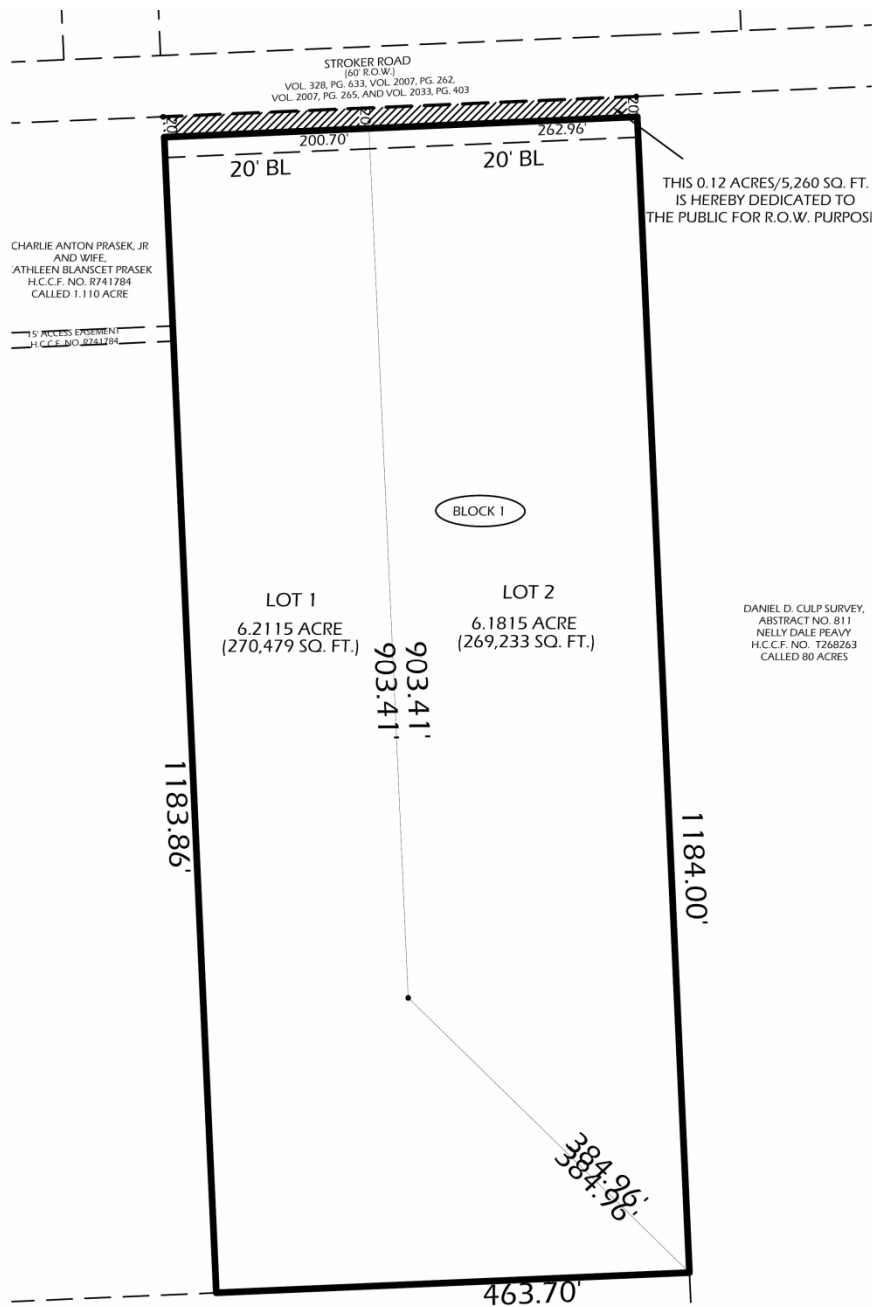 STROKER ROAD
(60' R.O.W.)
VOL. 328, PG. 633, VOL. 2007, PG. 262,
VOL. 2007, PG. 265, AND VOL. 2033, PG. 403
20'
20'
20'
200.70'
262.96'
20' BL
20' BL
THIS 0.12 ACRES/5,260 SQ. FT.
IS HEREBY DEDICATED TO
THE PUBLIC FOR R.O.W. PURPOS
CHARLIE ANTON PRASEK, JR
AND WIFE,
ATHLEEN BLANSCET PRASEK
H.C.C.F. NO. R741784
CALLED 1.110 ACRE
15' ACCESS EASEMENT
H.C.C.F. NO. R741784
BLOCK 1
LOT 1
6.2115 ACRE
(270,479 SQ. FT.)
LOT 2
6.1815 ACRE
(269,233 SQ. FT.)
DANIEL D. CULP SURVEY,
ABSTRACT NO. 811
NELLY DALE PEAVY
H.C.C.F. NO. T268263
CALLED 80 ACRES
903.41'
903.41'
1183.86'
1184.00'
384.96'
384.96'
463.70'